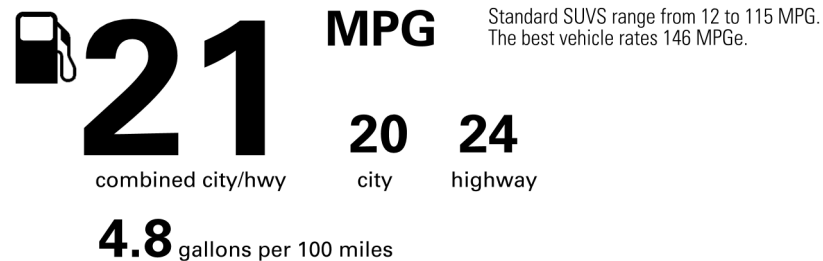 21
MPG
Standard SUVS range from 12 to 115 MPG.
The best vehicle rates 146 MPGe.
20 24
combined city/hwy city highway
4.8 gallons per 100 miles